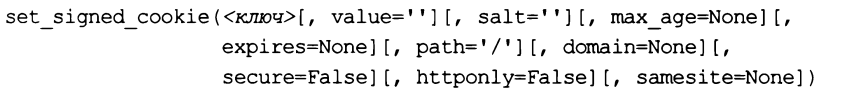 set_signed_cookie(<ключ>[, value=''][, salt=''][, max_age=None][,
expires=None][, path='/'][, domain=None][,
secure=False][, httponly=False][, samesite=None])